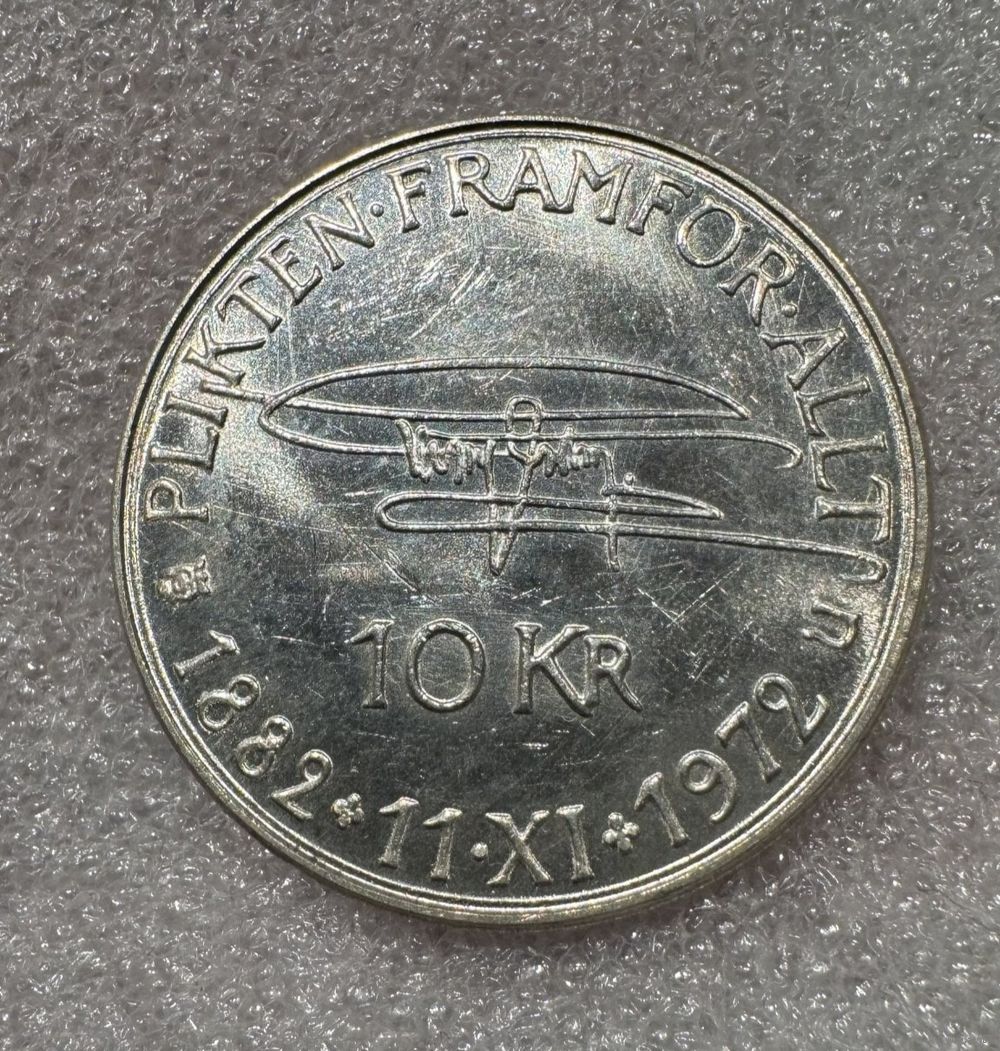 PLIKTEN·FRAMFÖR·ALLT
10 KR
1882 11·XI 1972
U